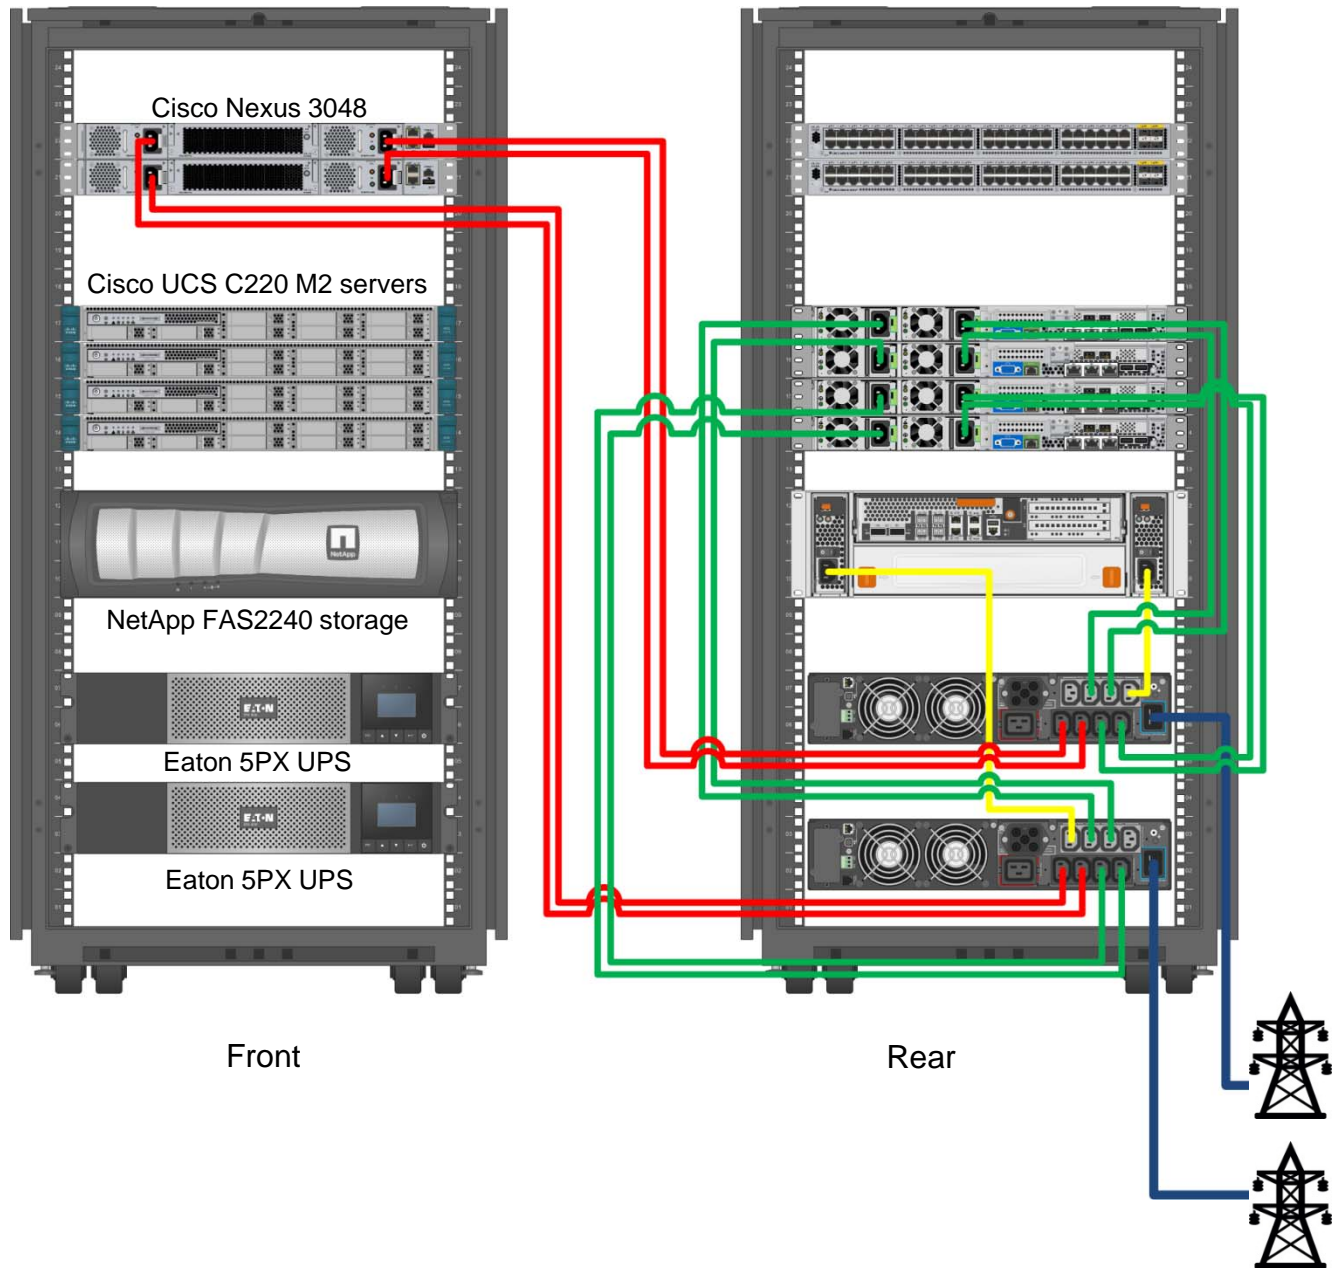 Cisco Nexus 3048
Cisco UCS C220 M2 servers
NetApp
NetApp FAS2240 storage
E·T·N
Eaton 5PX UPS
E·T·N
Eaton 5PX UPS
Front
Rear